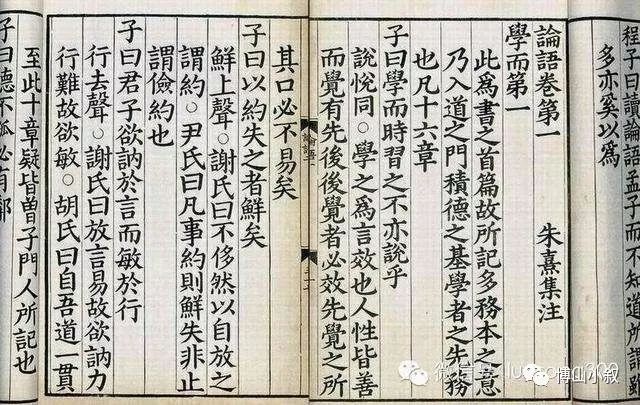 程子曰讀論語孟子而不知道所謂雖
多亦奚以爲
論語卷第一 朱熹集注
學而第一
此爲書之首篇故所記多務本之意
乃入道之門積德之基學者之先務
也凡十六章
子曰學而時習之不亦說乎
說悅同○學之爲言效也人性皆善
而覺有先後後覺者必效先覺之所
其口必不易矣
子曰以約失之者鮮矣
鮮上聲○謝氏曰不侈然以自放之
謂約○尹氏曰凡事約則鮮失非止
謂儉約也
子曰君子欲訥於言而敏於行
行去聲○謝氏曰放言易故欲訥力
行難故欲敏○胡氏曰自吾道一貫
至此十章疑皆曾子門人所記也
子曰德不孤必有鄰
博山小叙